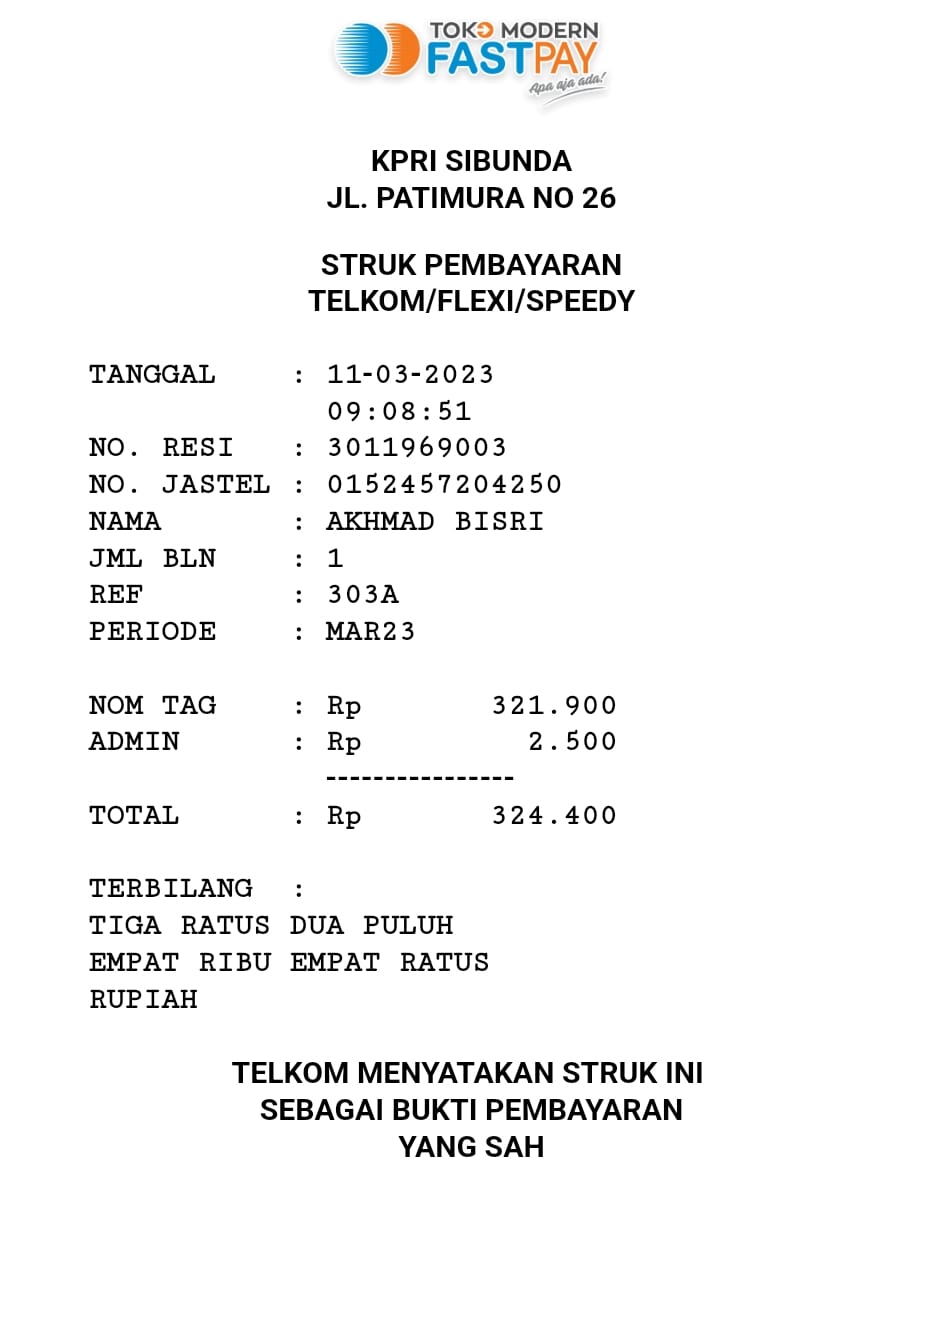 TOKO MODERN
FASTPAY
Apa aja ada!
KPRI SIBUNDA
JL. PATIMURA NO 26
STRUK PEMBAYARAN
TELKOM/FLEXI/SPEEDY
TANGGAL : 11-03-2023
09:08:51
NO. RESI : 3011969003
NO. JASTEL : 0152457204250
NAMA : AKHMAD BISRI
JML BLN : 1
REF : 303A
PERIODE : MAR23
NOM TAG : Rp 321.900
ADMIN : Rp 2.500
----------------
TOTAL : Rp 324.400
TERBILANG :
TIGA RATUS DUA PULUH
EMPAT RIBU EMPAT RATUS
RUPIAH
TELKOM MENYATAKAN STRUK INI
SEBAGAI BUKTI PEMBAYARAN
YANG SAH